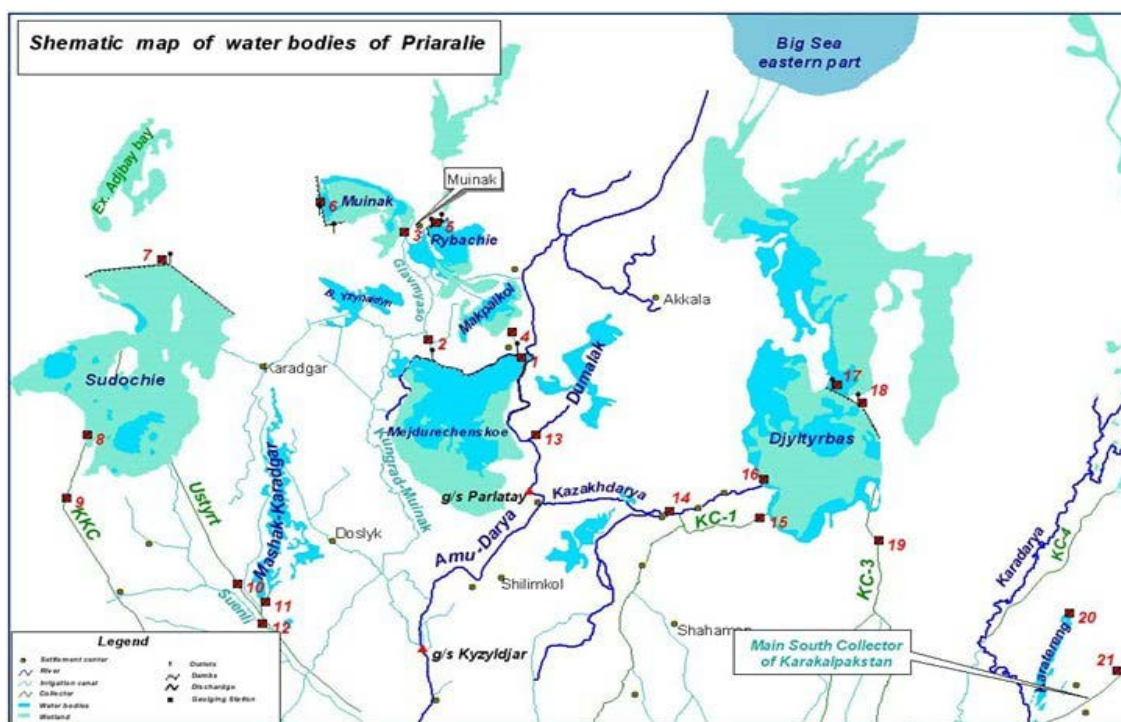 Shematic map of water bodies of Priaralie
Big Sea
eastern part
Ex. Adjbay bay
Muinak
6
Muinak
3
5
Rybachie
7
Glavmyaso
Akkala
Makpalkol
4
2
1
Karadgar
Dumalak
17
18
Sudochie
Mejdurechenskoe
13
Djyltyrbas
8
Kungrad-Muinak
16
g/s Parlatay
Kazakhdarya
14
9
KKC
Ustyrt
Mashak-Karadgar
KC-1
15
Doslyk
Amu-Darya
19
Karadarya
KC-4
Shilimkol
KC-3
10
Suenli
11
12
20
Shahaman
Karatereng
Legend
Settlement center
River
Irrigation canal
Collector
Water bodies
Wetland
Outlets
Dambs
Dischardge
Gauging Station
g/s Kyzyldjar
Main South Collector
of Karakalpakstan
21